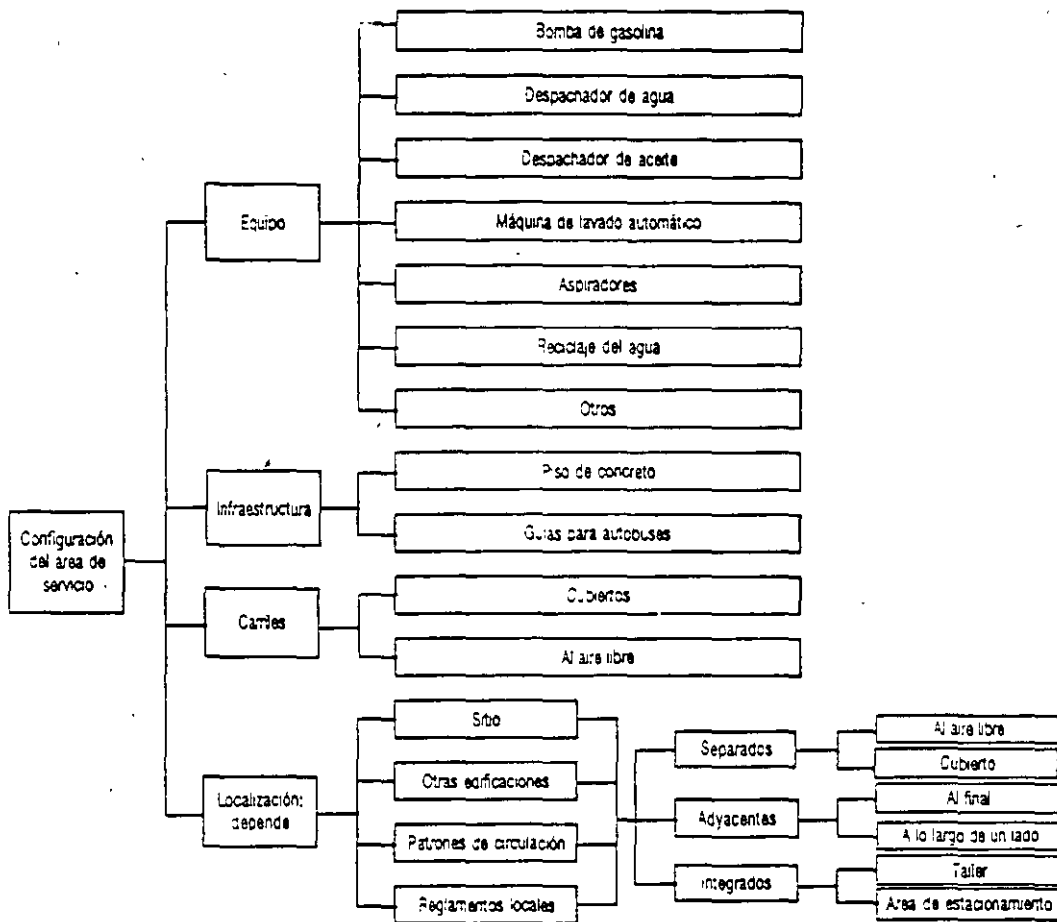 Bomba de gasolina
Despachador de agua
Despachador de aceite
Equipo
Máquina de lavado automático
Aspiradores
Reciclaje del agua
Otros
Piso de concreto
Infraestructura
Guías para autobuses
Configuración
del area de
servicio
Cubiertos
Carriles
Al aire libre
Sitio
Otras edificaciones
Localización:
depende
Patrones de circulación
Reglamentos locales
Separados
Al aire libre
Cubierto
Adyacentes
Al final
A lo largo de un lado
Integrados
Taller
Area de estacionamiento